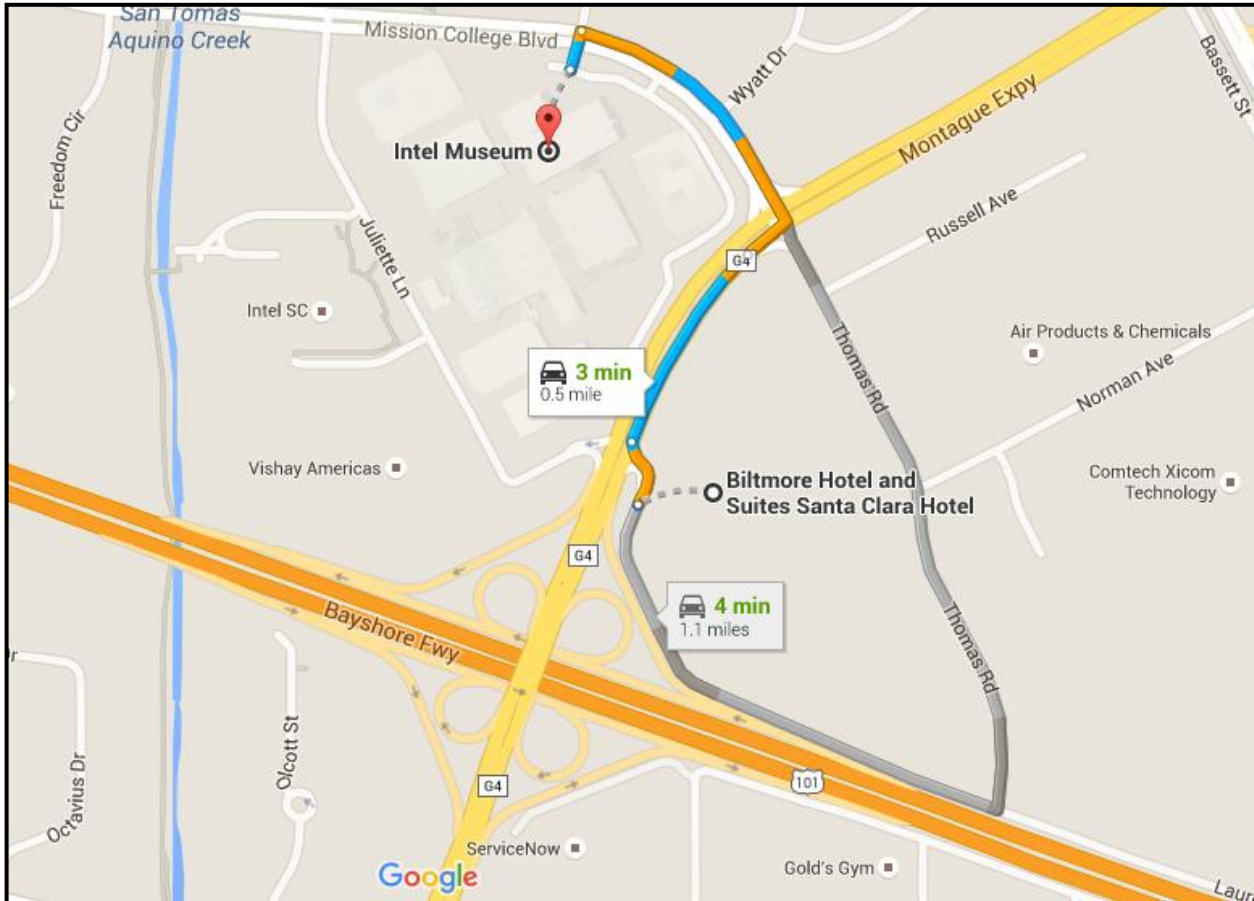 San Tomas
Aquino Creek
Mission College Blvd
Bassett St
Wyatt Dr
Freedom Cir
Montague Expy
Intel Museum
Russell Ave
Juliette Ln
G4
Intel SC
Air Products & Chemicals
Thomas Rd
3 min
0.5 mile
Norman Ave
Vishay Americas
Biltmore Hotel and
Suites Santa Clara Hotel
Comtech Xicom
Technology
G4
4 min
1.1 miles
Bayshore Fwy
Thomas Rd
Olcott St
Octavius Dr
G4
101
ServiceNow
Gold's Gym
Google